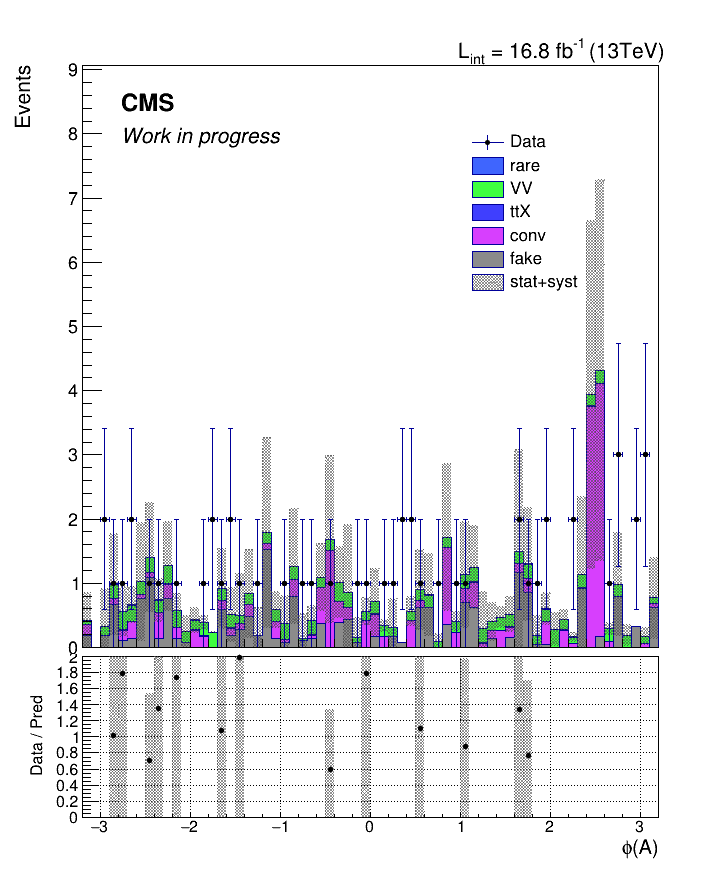 L_int = 16.8 fb^-1 (13TeV)
Events
CMS
Work in progress
Data
rare
VV
ttX
conv
fake
stat+syst
9
8
7
6
5
4
3
2
1
0
Data / Pred
2
1.8
1.6
1.4
1.2
1
0.8
0.6
0.4
0.2
0
−3 −2 −1 0 1 2 3
ϕ(A)